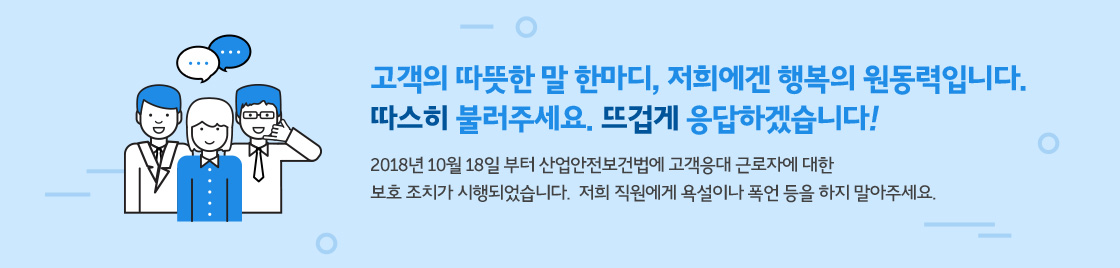 고객의 따뜻한 말 한마디, 저희에겐 행복의 원동력입니다.
따스히 불러주세요. 뜨겁게 응답하겠습니다!
2018년 10월 18일 부터 산업안전보건법에 고객응대 근로자에 대한
보호 조치가 시행되었습니다. 저희 직원에게 욕설이나 폭언 등을 하지 말아주세요.